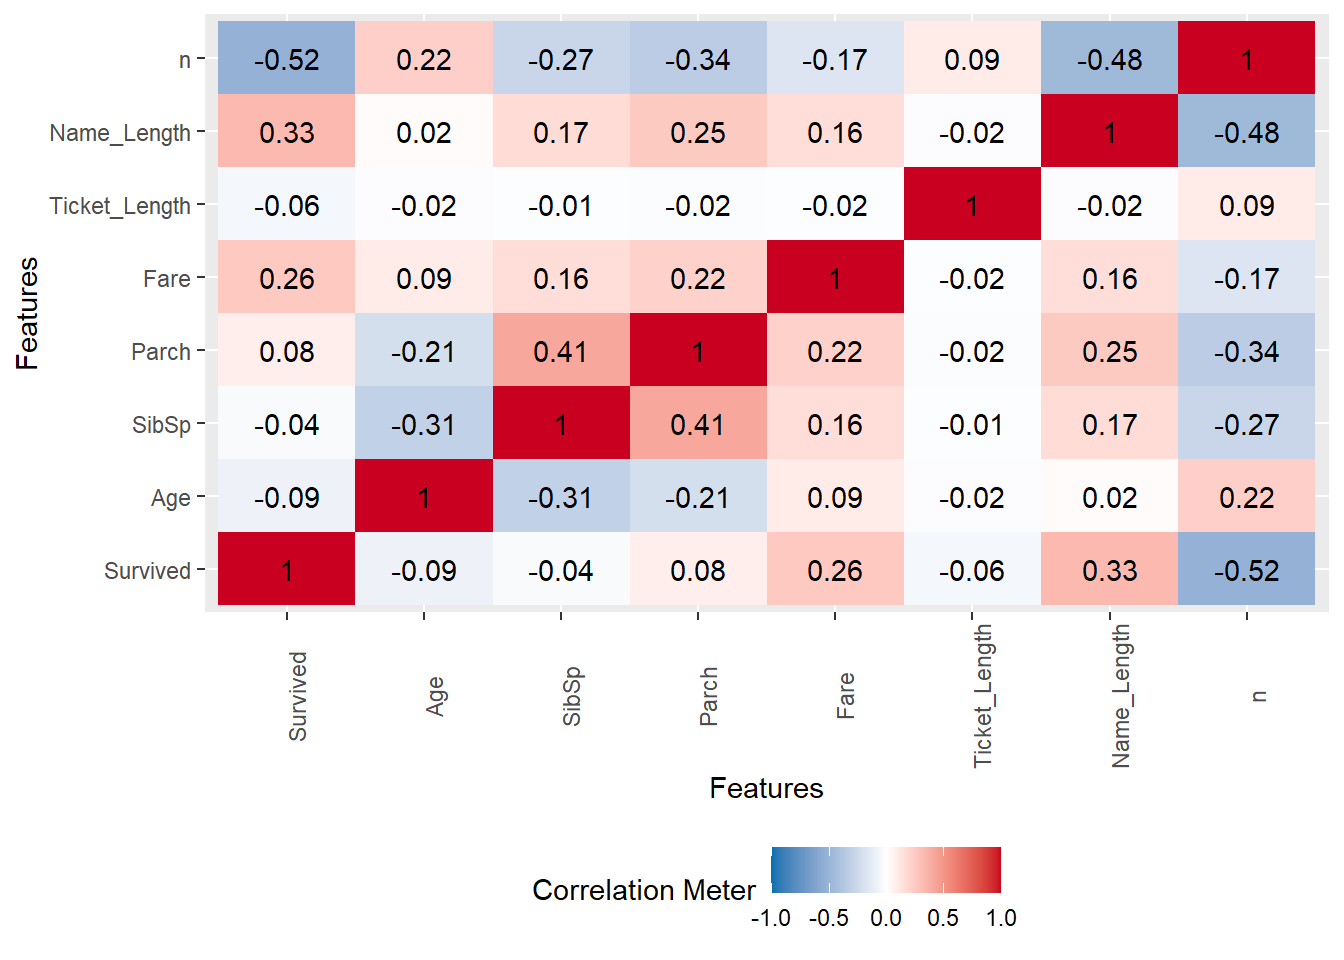 n -0.52 0.22 -0.27 -0.34 -0.17 0.09 -0.48 1
Name_Length 0.33 0.02 0.17 0.25 0.16 -0.02 1 -0.48
Ticket_Length -0.06 -0.02 -0.01 -0.02 -0.02 1 -0.02 0.09
Fare 0.26 0.09 0.16 0.22 1 -0.02 0.16 -0.17
Parch 0.08 -0.21 0.41 1 0.22 -0.02 0.25 -0.34
SibSp -0.04 -0.31 1 0.41 0.16 -0.01 0.17 -0.27
Age -0.09 1 -0.31 -0.21 0.09 -0.02 0.02 0.22
Survived 1 -0.09 -0.04 0.08 0.26 -0.06 0.33 -0.52
Features
Survived Age SibSp Parch Fare Ticket_Length Name_Length n
Features
Correlation Meter
-1.0 -0.5 0.0 0.5 1.0